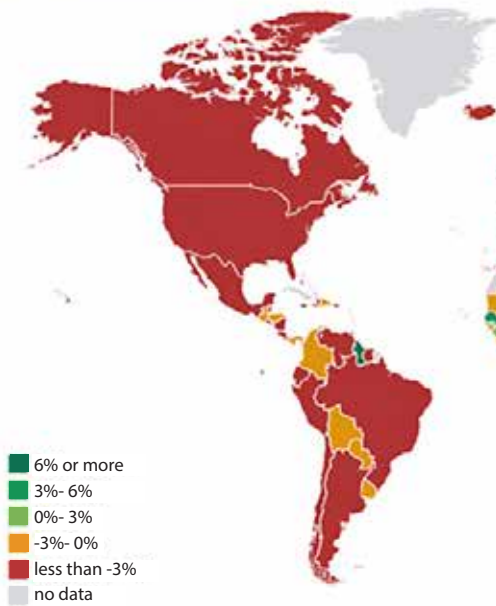 6% or more
3%- 6%
0%- 3%
-3%- 0%
less than -3%
no data